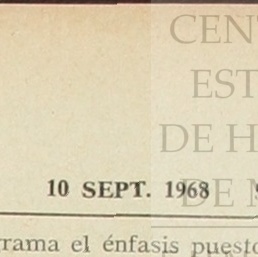 CEN
EST
DE H
10 SEPT. 1968
DE
rama el énfasis puesto